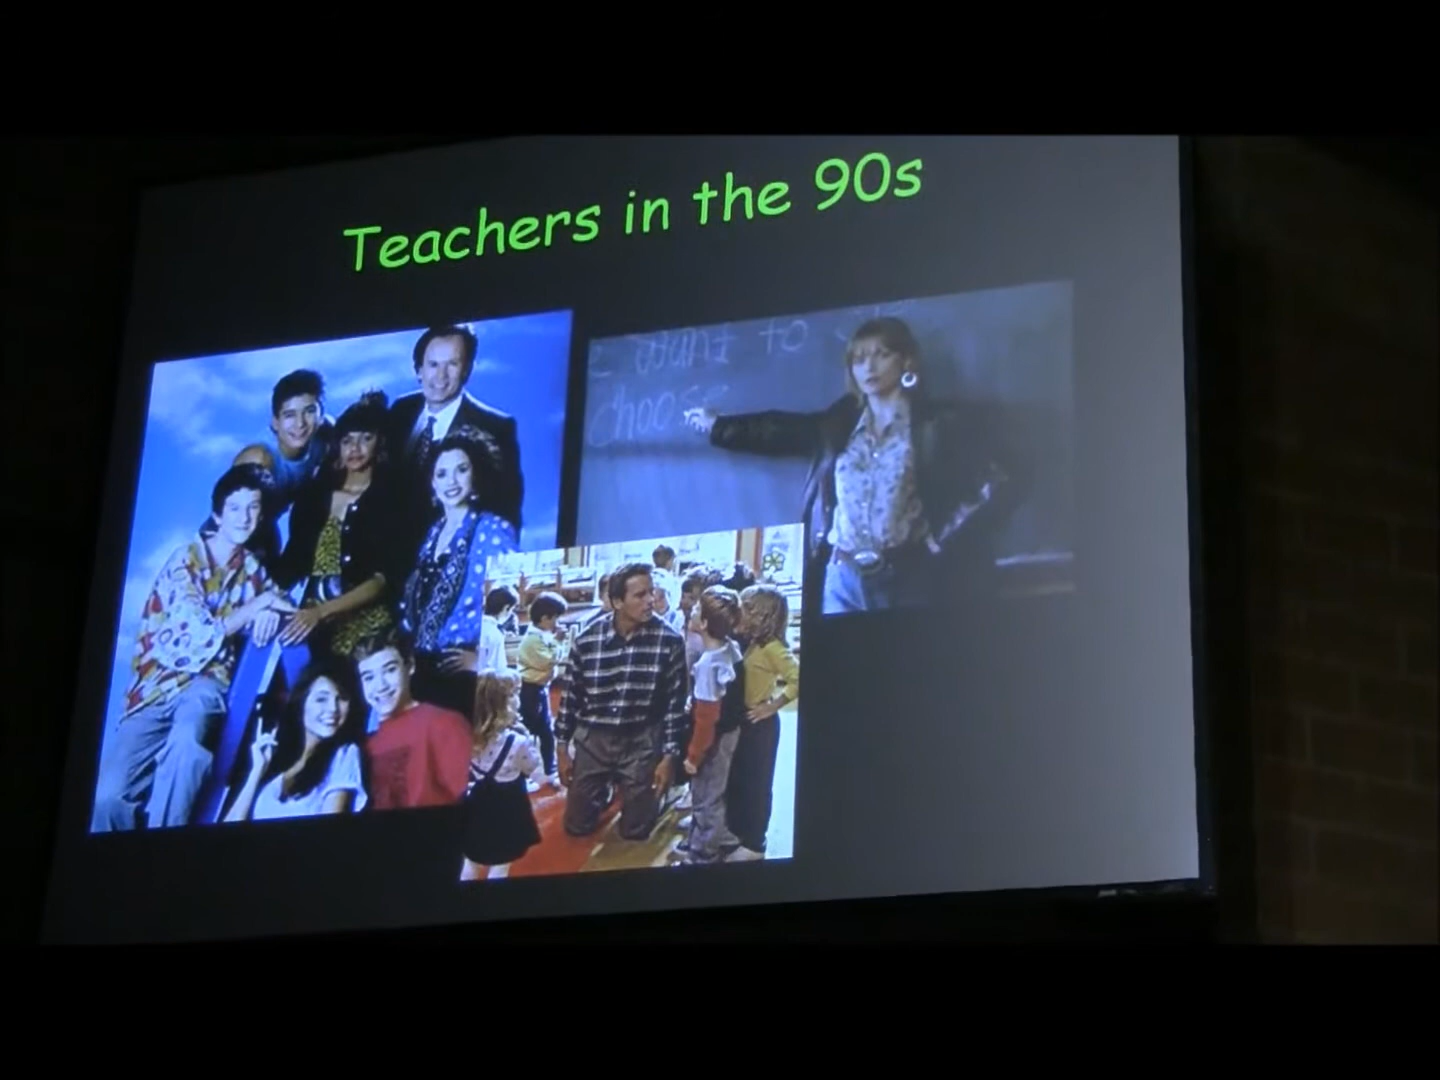 Teachers in the 90s
want to
choose